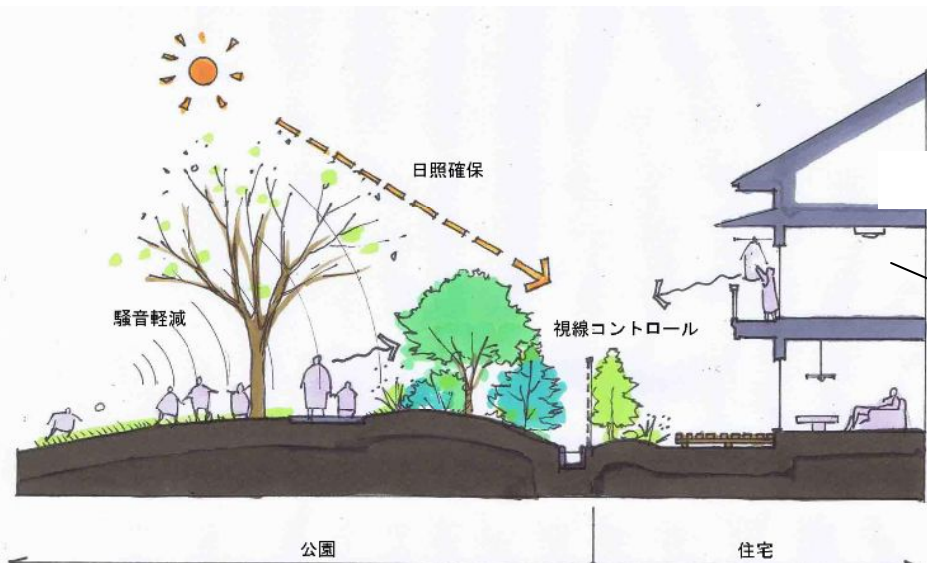 日照確保
騒音軽減
視線コントロール
公園
住宅